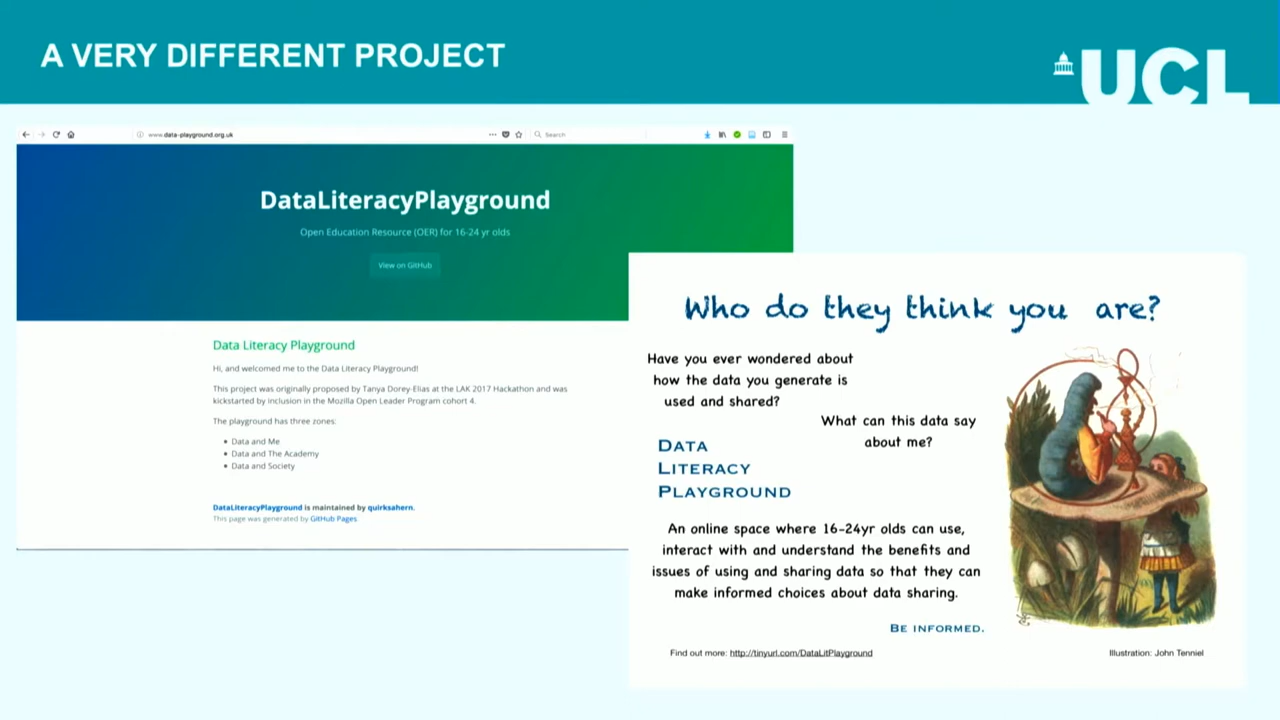 A VERY DIFFERENT PROJECT
UCL
www.data-playground.org.uk
Search
DataLiteracyPlayground
Open Education Resource (OER) for 16-24 yr olds
View on GitHub
Data Literacy Playground
Hi, and welcomed me to the Data Literacy Playground!
This project was originally proposed by Tanya Dorey-Elias at the LAK 2017 Hackathon and was
kickstarted by inclusion in the Mozilla Open Leader Program cohort 4.
The playground has three zones:
Data and Me
Data and The Academy
Data and Society
DataLiteracyPlayground is maintained by quirksahern.
This page was generated by GitHub Pages
Who do they think you are?
Have you ever wondered about
how the data you generate is
used and shared?
What can this data say
about me?
DATA
LITERACY
PLAYGROUND
An online space where 16-24yr olds can use,
interact with and understand the benefits and
issues of using and sharing data so that they can
make informed choices about data sharing.
BE INFORMED.
Find out more: http://tinyurl.com/DataLitPlayground
Illustration: John Tenniel